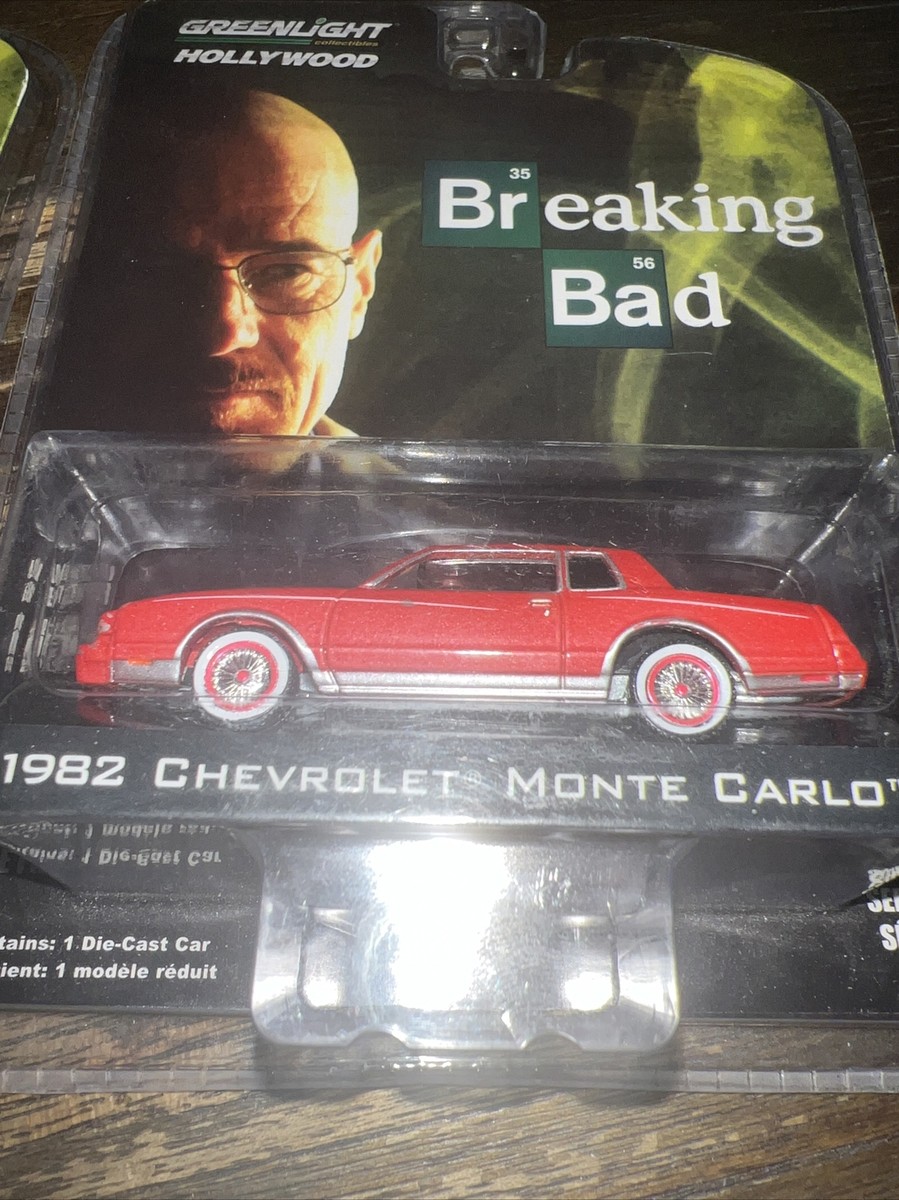 GREENLiGHT
collectibles
HOLLYWOOD
35
Breaking
56
Bad
1982 CHEVROLET® MONTE CARLO™
tains: 1 Die-Cast Car
ient: 1 modèle réduit